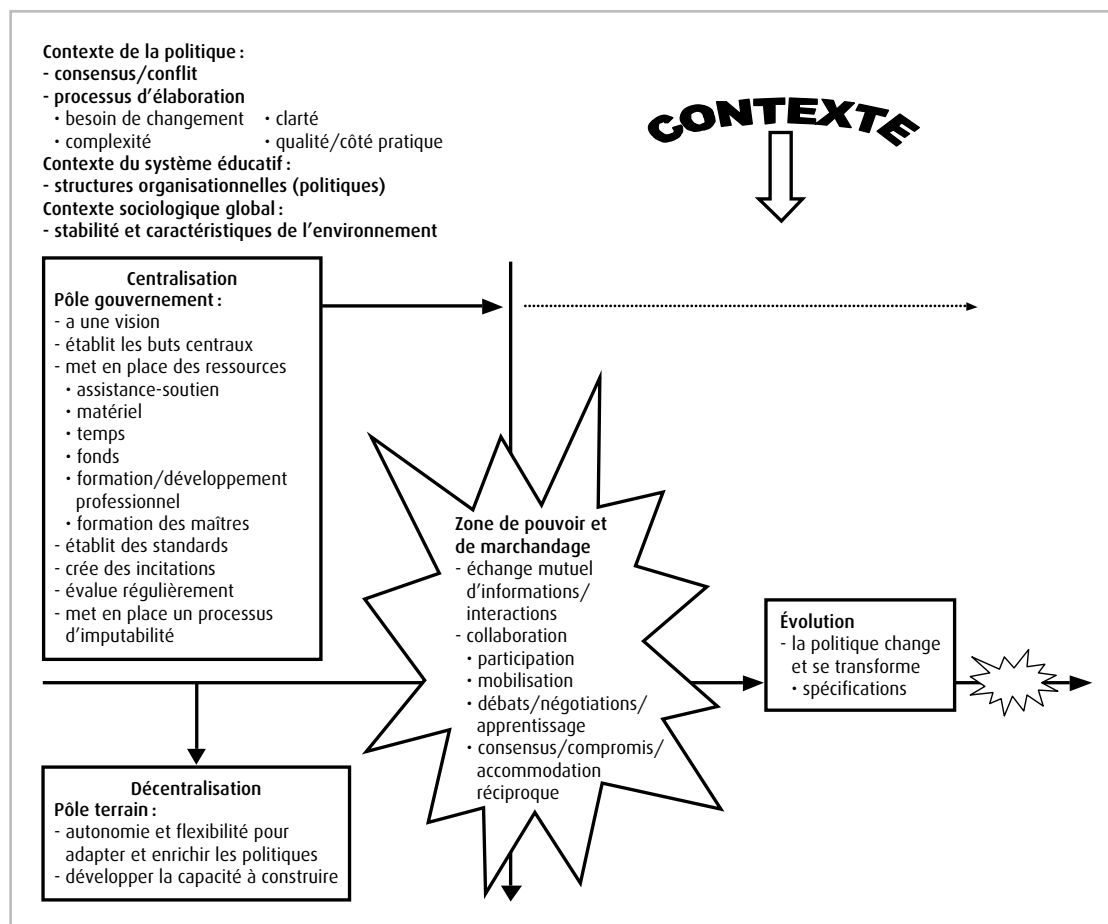 Contexte de la politique :
- consensus/conflit
- processus d'élaboration
• besoin de changement • clarté
• complexité • qualité/côté pratique
Contexte du système éducatif :
- structures organisationnelles (politiques)
Contexte sociologique global :
- stabilité et caractéristiques de l'environnement
CONTEXTE
Centralisation
Pôle gouvernement :
- a une vision
- établit les buts centraux
- met en place des ressources
• assistance-soutien
• matériel
• temps
• fonds
• formation/développement
professionnel
• formation des maîtres
- établit des standards
- crée des incitations
- évalue régulièrement
- met en place un processus
d'imputabilité
Zone de pouvoir et
de marchandage
- échange mutuel
d'informations/
interactions
- collaboration
• participation
• mobilisation
• débats/négotiations/
apprentissage
• consensus/compromis/
accommodation
réciproque
Évolution
- la politique change
et se transforme
• spécifications
Décentralisation
Pôle terrain :
- autonomie et flexibilité pour
adapter et enrichir les politiques
- développer la capacité à construire